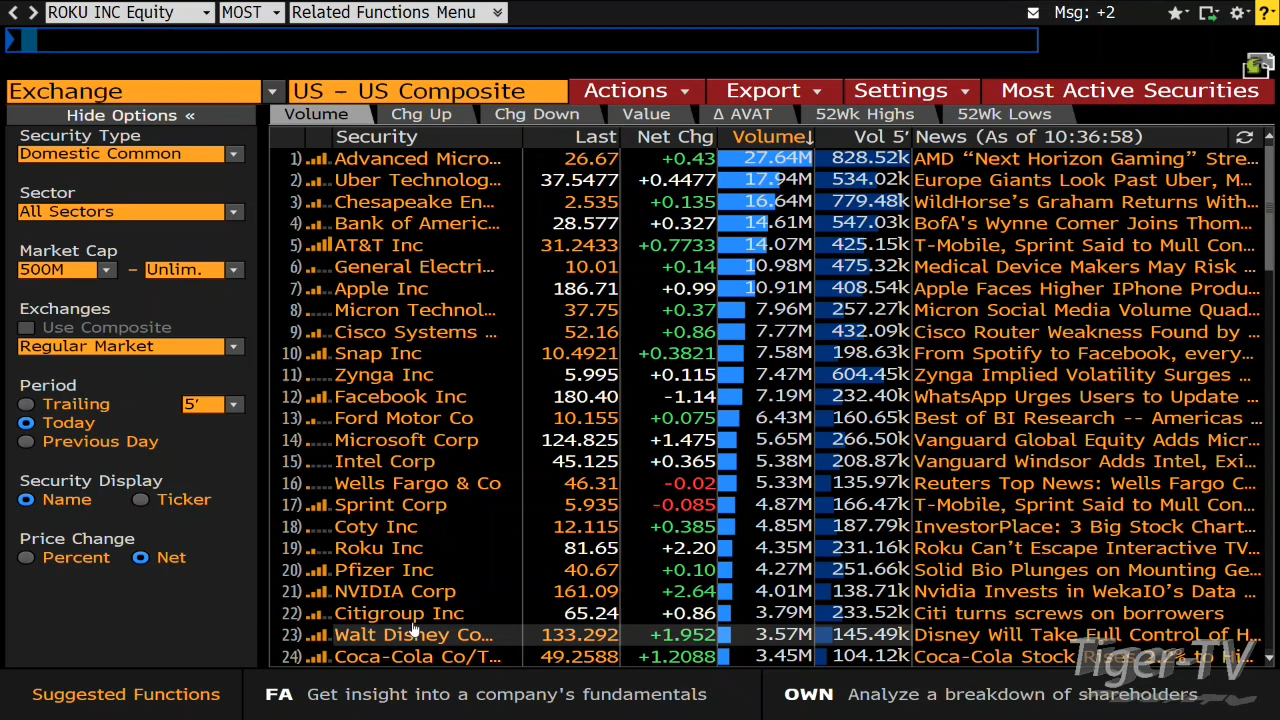 ROKU INC Equity MOST Related Functions Menu Msg: +2 ?
Exchange US – US Composite Actions Export Settings Most Active Securities
Hide Options « Volume Chg Up Chg Down Value Δ AVAT 52Wk Highs 52Wk Lows
Security Type
Domestic Common
Sector
All Sectors
Market Cap
500M – Unlim.
Exchanges
Use Composite
Regular Market
Period
Trailing 5'
Today
Previous Day
Security Display
Name Ticker
Price Change
Percent Net
Security Last Net Chg Volume↓ Vol 5' News (As of 10:36:58)
1) Advanced Micro... 26.67 +0.43 27.64M 828.52k AMD “Next Horizon Gaming” Stre...
2) Uber Technolog... 37.5477 +0.4477 17.94M 534.02k Europe Giants Look Past Uber, M...
3) Chesapeake En... 2.535 +0.135 16.64M 779.48k WildHorse's Graham Returns With...
4) Bank of Americ... 28.577 +0.327 14.61M 547.03k BofA's Wynne Comer Joins Thom...
5) AT&T Inc 31.2433 +0.7733 14.07M 425.15k T-Mobile, Sprint Said to Mull Con...
6) General Electri... 10.01 +0.14 10.98M 475.32k Medical Device Makers May Risk ...
7) Apple Inc 186.71 +0.99 10.91M 408.54k Apple Faces Higher IPhone Produ...
8) Micron Technol... 37.75 +0.37 7.96M 257.27k Micron Social Media Volume Quad...
9) Cisco Systems ... 52.16 +0.86 7.77M 432.09k Cisco Router Weakness Found by ...
10) Snap Inc 10.4921 +0.3821 7.58M 198.63k From Spotify to Facebook, every...
11) Zynga Inc 5.995 +0.115 7.47M 604.45k Zynga Implied Volatility Surges ...
12) Facebook Inc 180.40 -1.14 7.19M 232.40k WhatsApp Urges Users to Update ...
13) Ford Motor Co 10.155 +0.075 6.43M 160.65k Best of BI Research -- Americas ...
14) Microsoft Corp 124.825 +1.475 5.65M 266.50k Vanguard Global Equity Adds Micr...
15) Intel Corp 45.125 +0.365 5.38M 208.87k Vanguard Windsor Adds Intel, Exi...
16) Wells Fargo & Co 46.31 -0.02 5.33M 135.97k Reuters Top News: Wells Fargo C...
17) Sprint Corp 5.935 -0.085 4.87M 166.47k T-Mobile, Sprint Said to Mull Con...
18) Coty Inc 12.115 +0.385 4.85M 187.79k InvestorPlace: 3 Big Stock Chart...
19) Roku Inc 81.65 +2.20 4.35M 231.16k Roku Can't Escape Interactive TV...
20) Pfizer Inc 40.67 +0.10 4.27M 251.66k Solid Bio Plunges on Mounting Ge...
21) NVIDIA Corp 161.09 +2.64 4.01M 138.71k Nvidia Invests in WekaIO's Data ...
22) Citigroup Inc 65.24 +0.86 3.79M 233.52k Citi turns screws on borrowers
23) Walt Disney Co... 133.292 +1.952 3.57M 145.49k Disney Will Take Full Control of H...
24) Coca-Cola Co/T... 49.2588 +1.2088 3.45M 104.12k Coca-Cola Stock Rises to Hi...
Tiger-TV
Suggested Functions FA Get insight into a company's fundamentals OWN Analyze a breakdown of shareholders